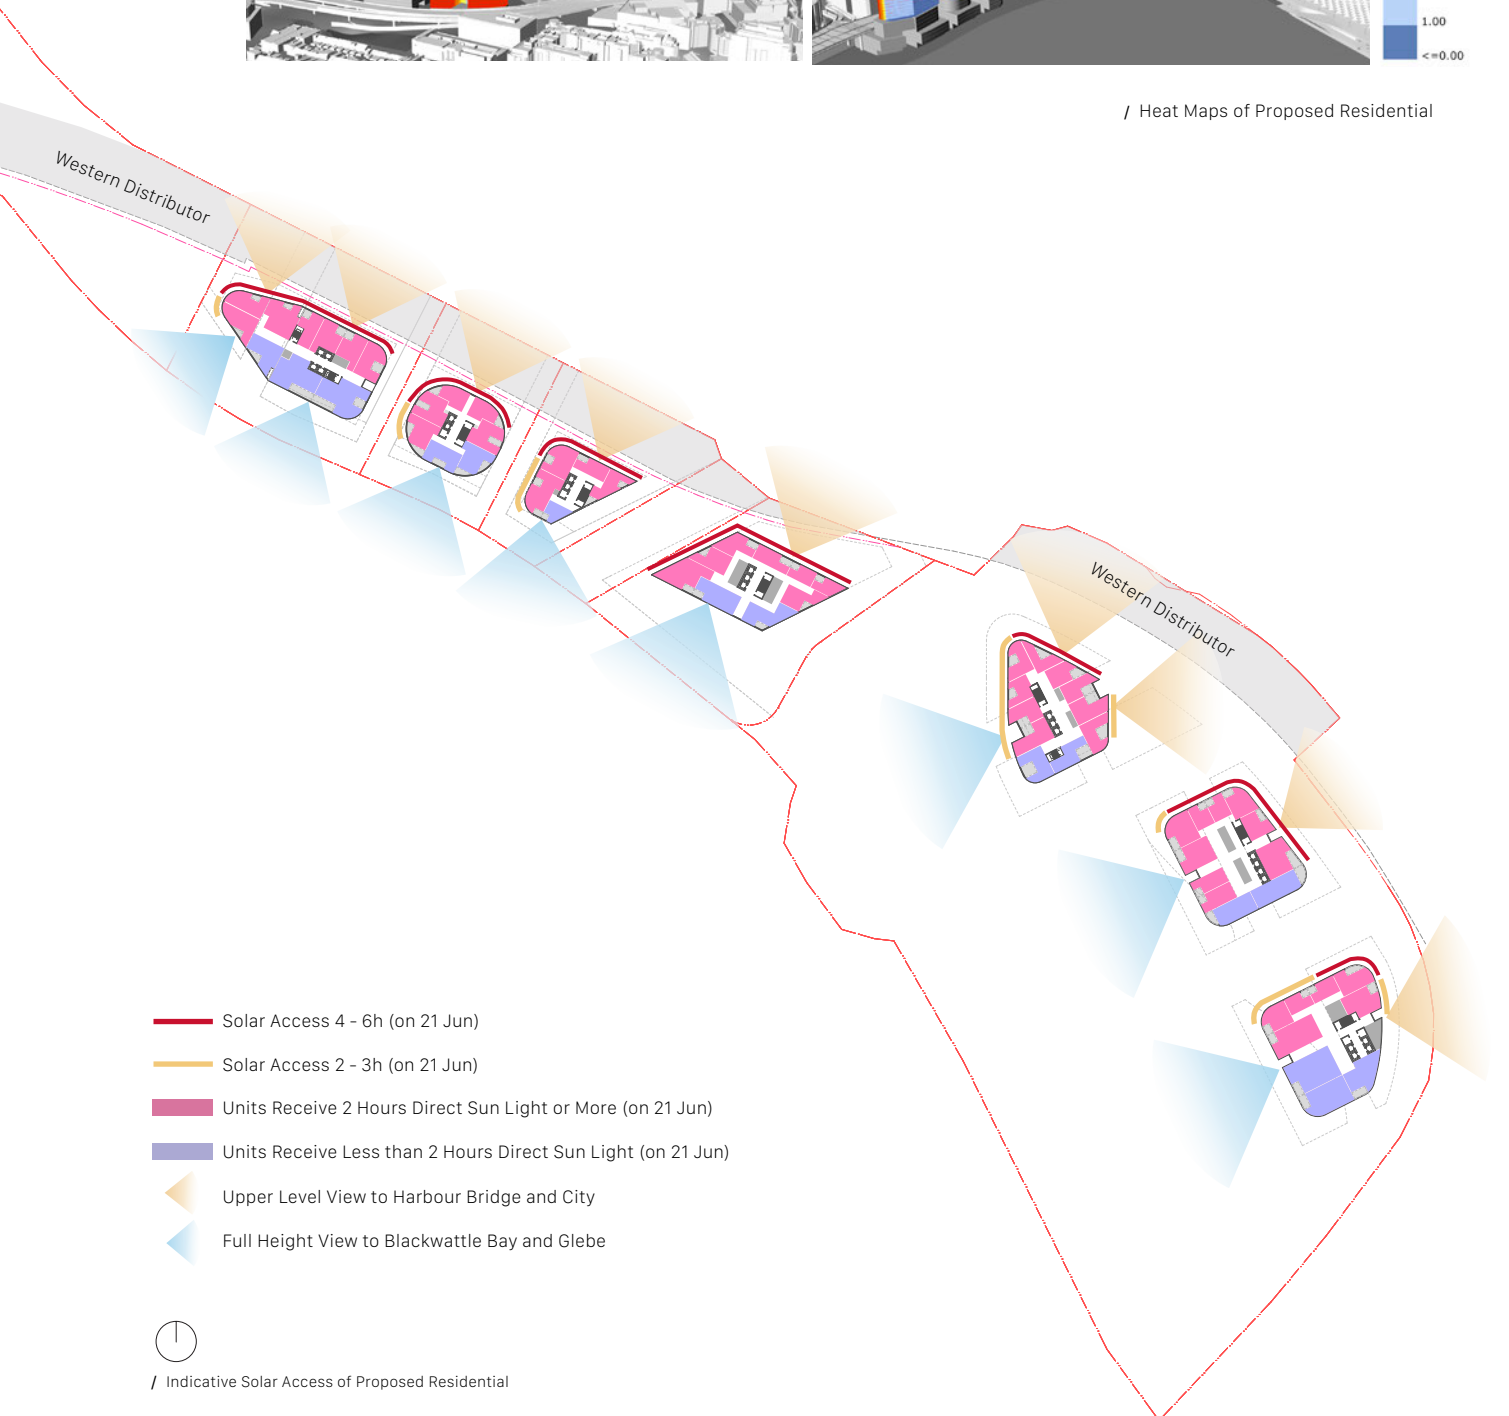 1.00
<=0.00
/ Heat Maps of Proposed Residential
Western Distributor
Western Distributor
Solar Access 4 - 6h (on 21 Jun)
Solar Access 2 - 3h (on 21 Jun)
Units Receive 2 Hours Direct Sun Light or More (on 21 Jun)
Units Receive Less than 2 Hours Direct Sun Light (on 21 Jun)
Upper Level View to Harbour Bridge and City
Full Height View to Blackwattle Bay and Glebe
/ Indicative Solar Access of Proposed Residential